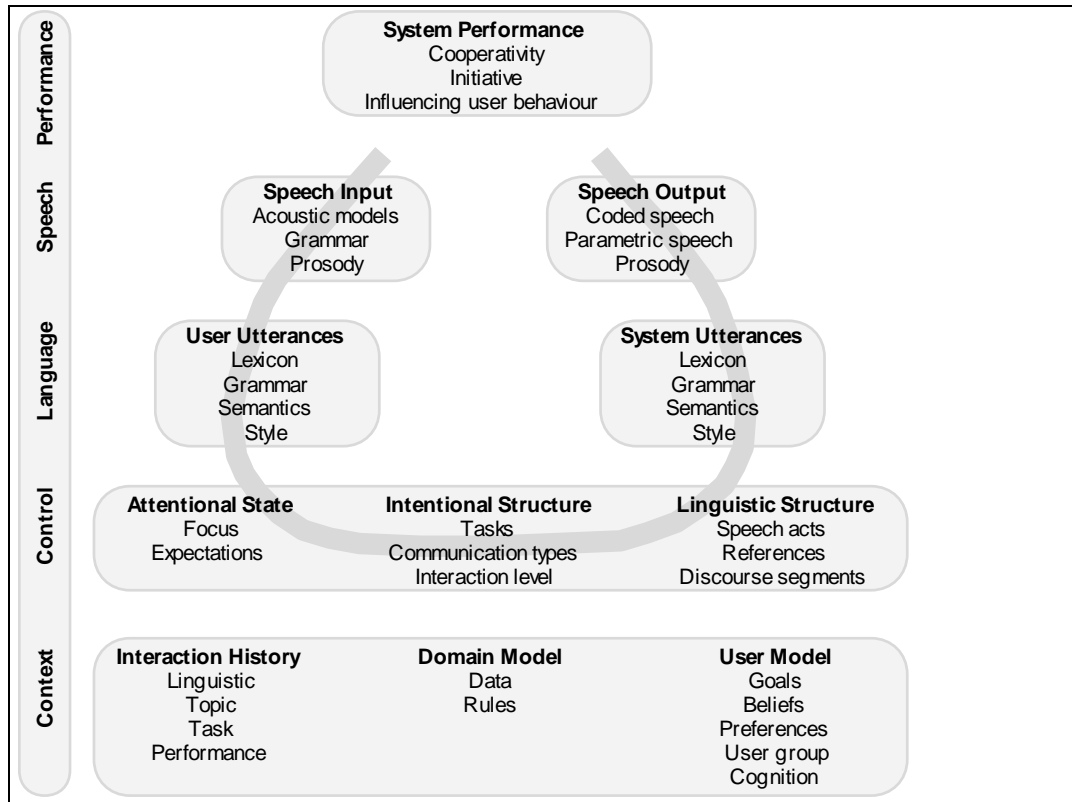 Performance
System Performance
Cooperativity
Initiative
Influencing user behaviour
Speech
Speech Input
Acoustic models
Grammar
Prosody
Speech Output
Coded speech
Parametric speech
Prosody
Language
User Utterances
Lexicon
Grammar
Semantics
Style
System Utterances
Lexicon
Grammar
Semantics
Style
Control
Attentional State
Focus
Expectations
Intentional Structure
Tasks
Communication types
Interaction level
Linguistic Structure
Speech acts
References
Discourse segments
Context
Interaction History
Linguistic
Topic
Task
Performance
Domain Model
Data
Rules
User Model
Goals
Beliefs
Preferences
User group
Cognition